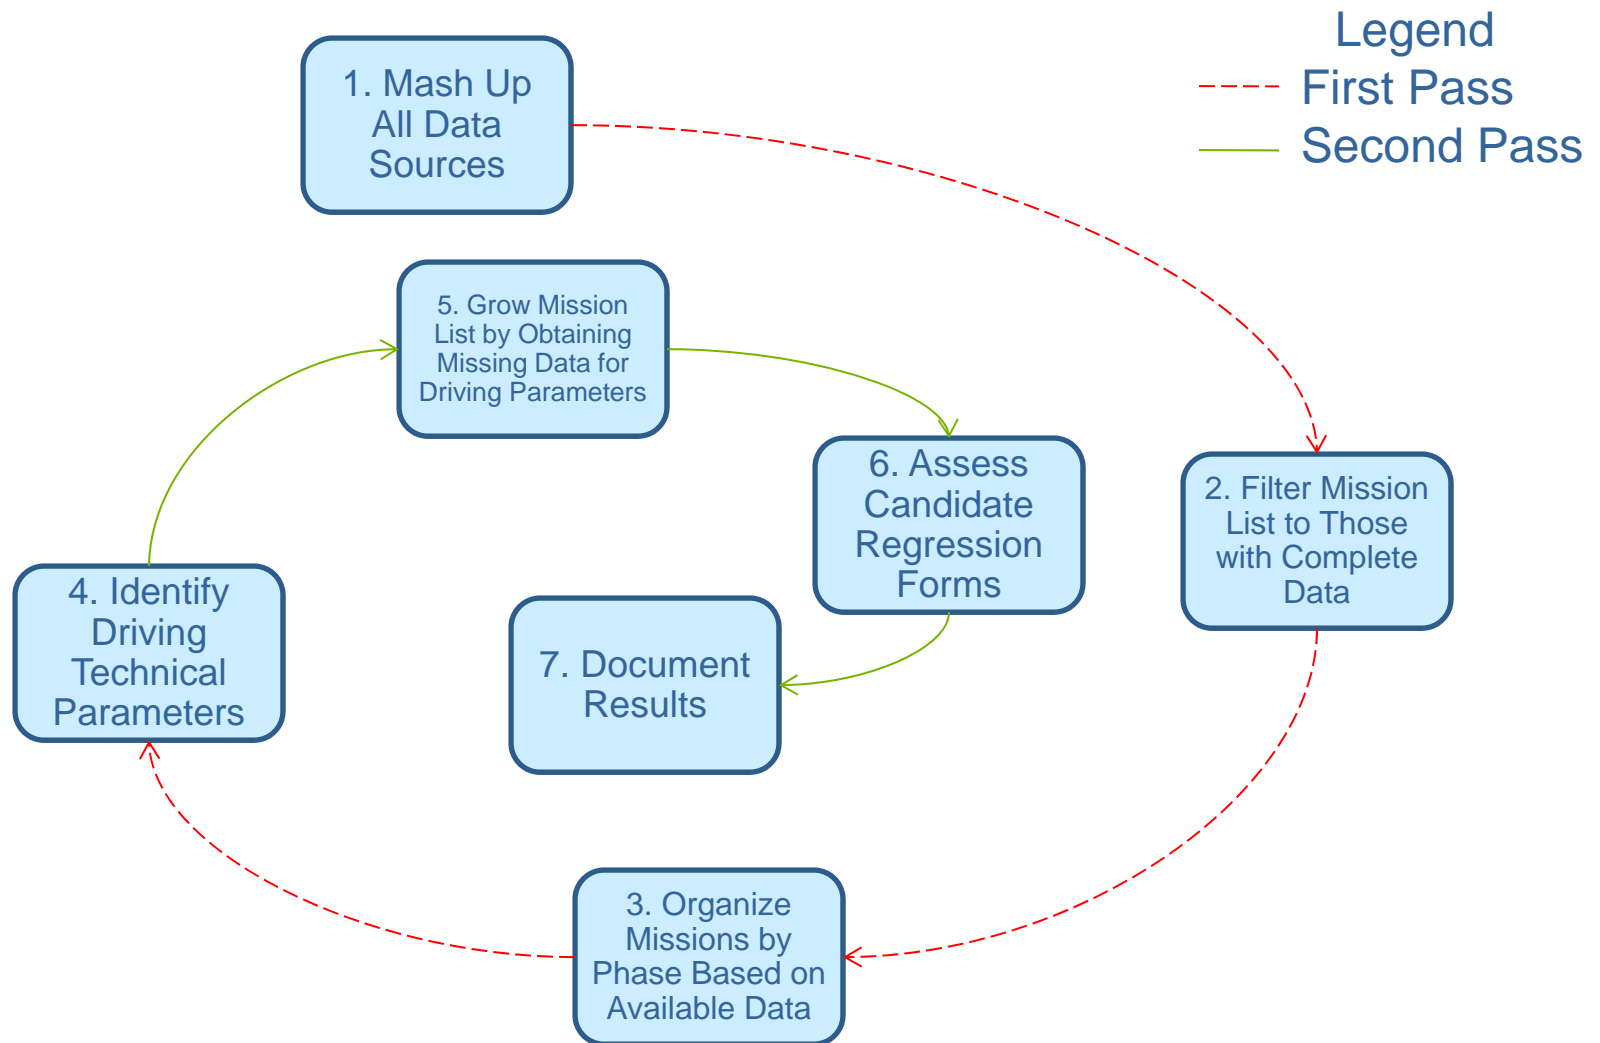 Legend
First Pass
Second Pass
1. Mash Up
All Data
Sources
5. Grow Mission
List by Obtaining
Missing Data for
Driving Parameters
6. Assess
Candidate
Regression
Forms
2. Filter Mission
List to Those
with Complete
Data
4. Identify
Driving
Technical
Parameters
7. Document
Results
3. Organize
Missions by
Phase Based on
Available Data